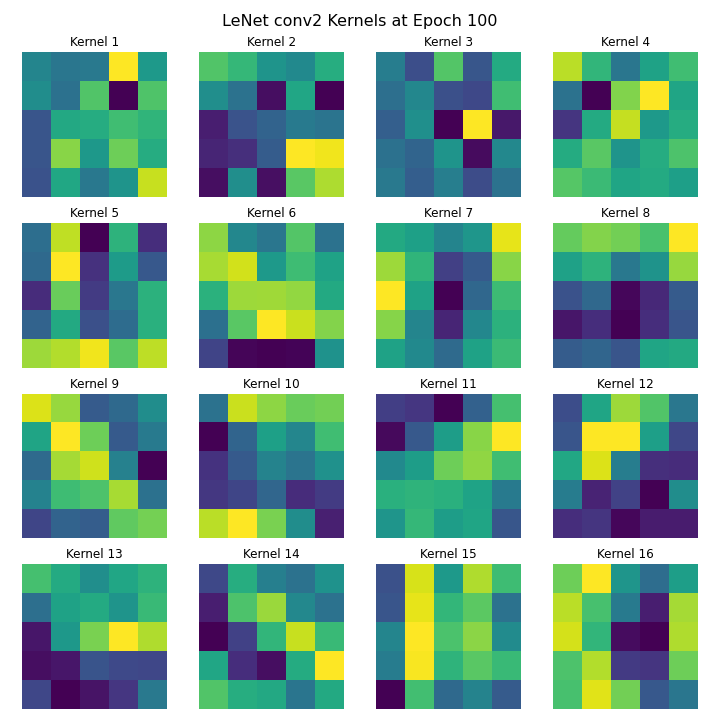 LeNet conv2 Kernels at Epoch 100
Kernel 1
Kernel 2
Kernel 3
Kernel 4
Kernel 5
Kernel 6
Kernel 7
Kernel 8
Kernel 9
Kernel 10
Kernel 11
Kernel 12
Kernel 13
Kernel 14
Kernel 15
Kernel 16